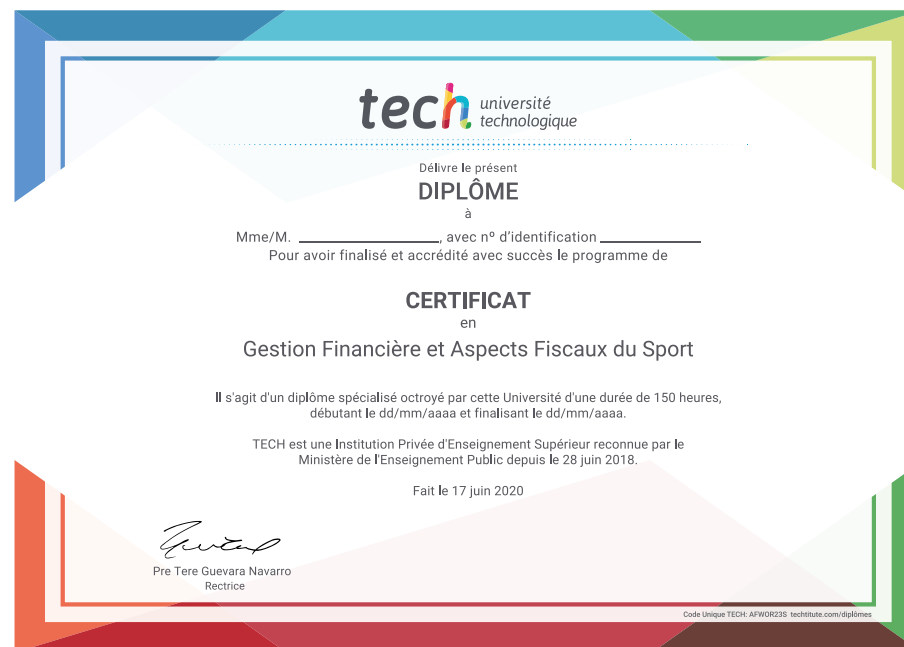 tech université
technologique
Délivre le présent
DIPLÔME
à
Mme/M. ____________________, avec nº d'identification ______________
Pour avoir finalisé et accrédité avec succès le programme de
CERTIFICAT
en
Gestion Financière et Aspects Fiscaux du Sport
Il s'agit d'un diplôme spécialisé octroyé par cette Université d'une durée de 150 heures,
débutant le dd/mm/aaaa et finalisant le dd/mm/aaaa.
TECH est une Institution Privée d'Enseignement Supérieur reconnue par le
Ministère de l'Enseignement Public depuis le 28 juin 2018.
Fait le 17 juin 2020
Pre Tere Guevara Navarro
Rectrice
Code Unique TECH: AFWOR23S techtitute.com/diplômes